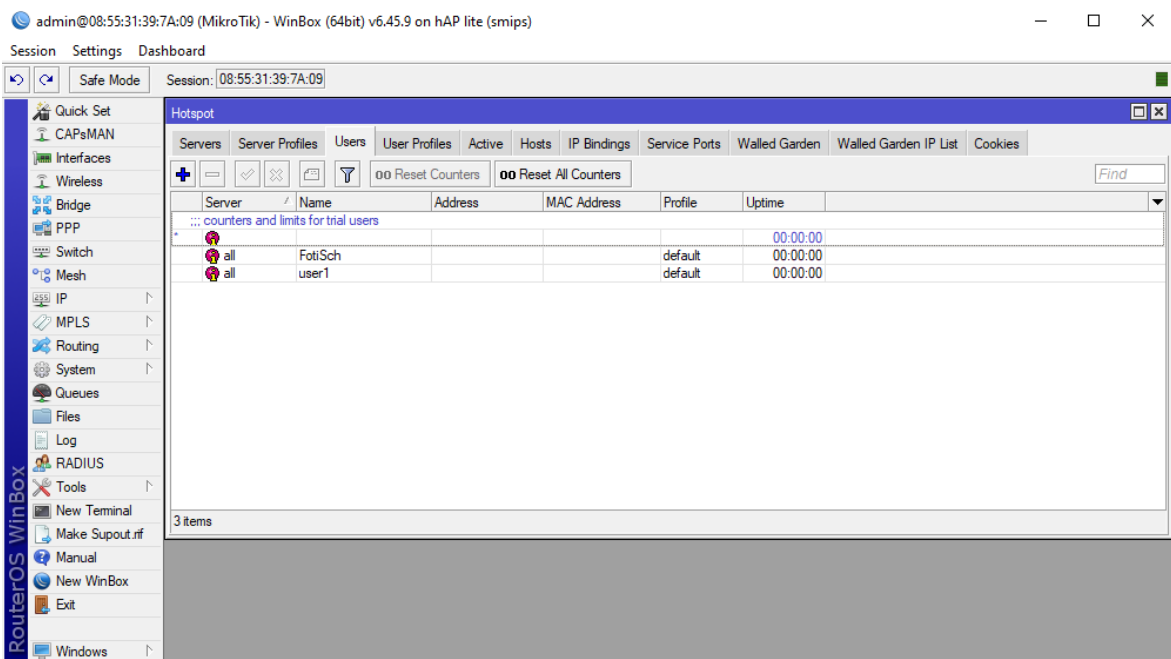 admin@08:55:31:39:7A:09 (MikroTik) - WinBox (64bit) v6.45.9 on hAP lite (smips)
Session Settings Dashboard
Safe Mode Session: 08:55:31:39:7A:09
Quick Set
CAPsMAN
Interfaces
Wireless
Bridge
PPP
Switch
Mesh
IP
MPLS
Routing
System
Queues
Files
Log
RADIUS
Tools
New Terminal
Make Supout.rif
Manual
New WinBox
Exit
Windows
RouterOS WinBox
Hotspot
Servers Server Profiles Users User Profiles Active Hosts IP Bindings Service Ports Walled Garden Walled Garden IP List Cookies
00 Reset Counters 00 Reset All Counters Find
Server Name Address MAC Address Profile Uptime
;;; counters and limits for trial users
* 00:00:00
all FotiSch default 00:00:00
all user1 default 00:00:00
3 items